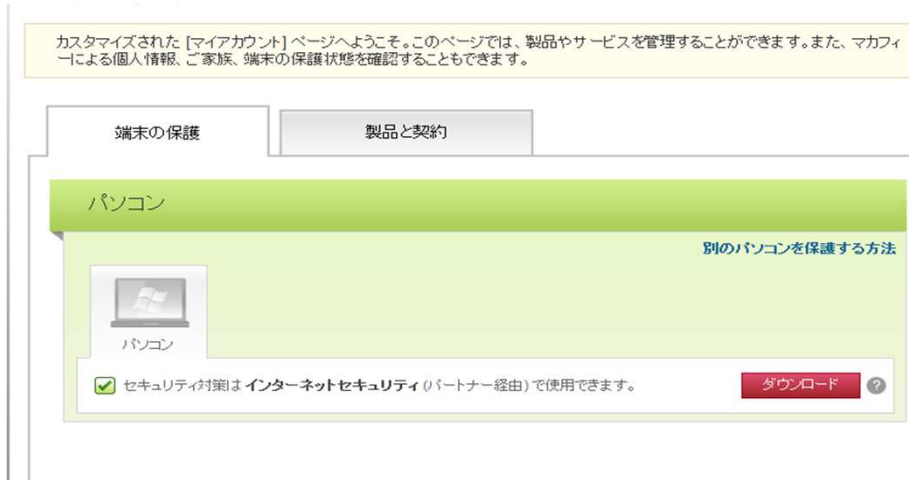 カスタマイズされた [マイアカウント] ページへようこそ。このページでは、製品やサービスを管理することができます。また、マカフィ
ーによる個人情報、ご家族、端末の保護状態を確認することもできます。
端末の保護
製品と契約
パソコン
別のパソコンを保護する方法
パソコン
セキュリティ対策は インターネットセキュリティ (パートナー経由) で使用できます。
ダウンロード
?